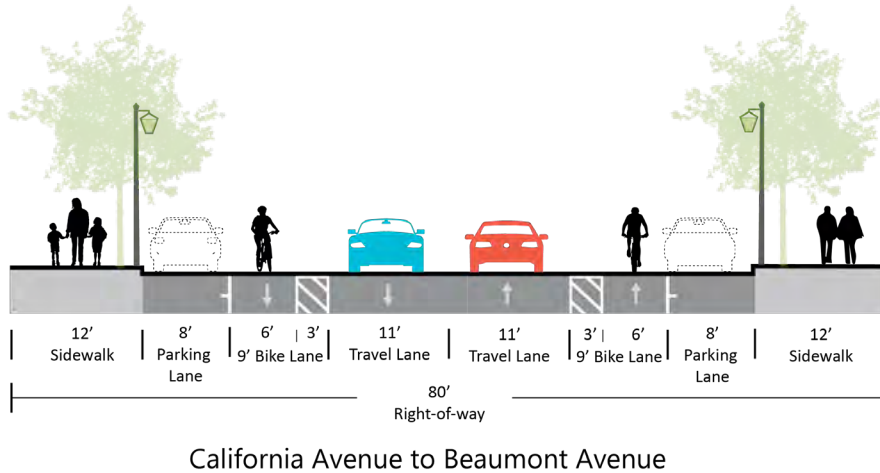 12' 8' 6' 3' 11' 11' 3' 6' 8' 12'
Sidewalk Parking Lane 9' Bike Lane Travel Lane Travel Lane 9' Bike Lane Parking Lane Sidewalk
80'
Right-of-way
California Avenue to Beaumont Avenue